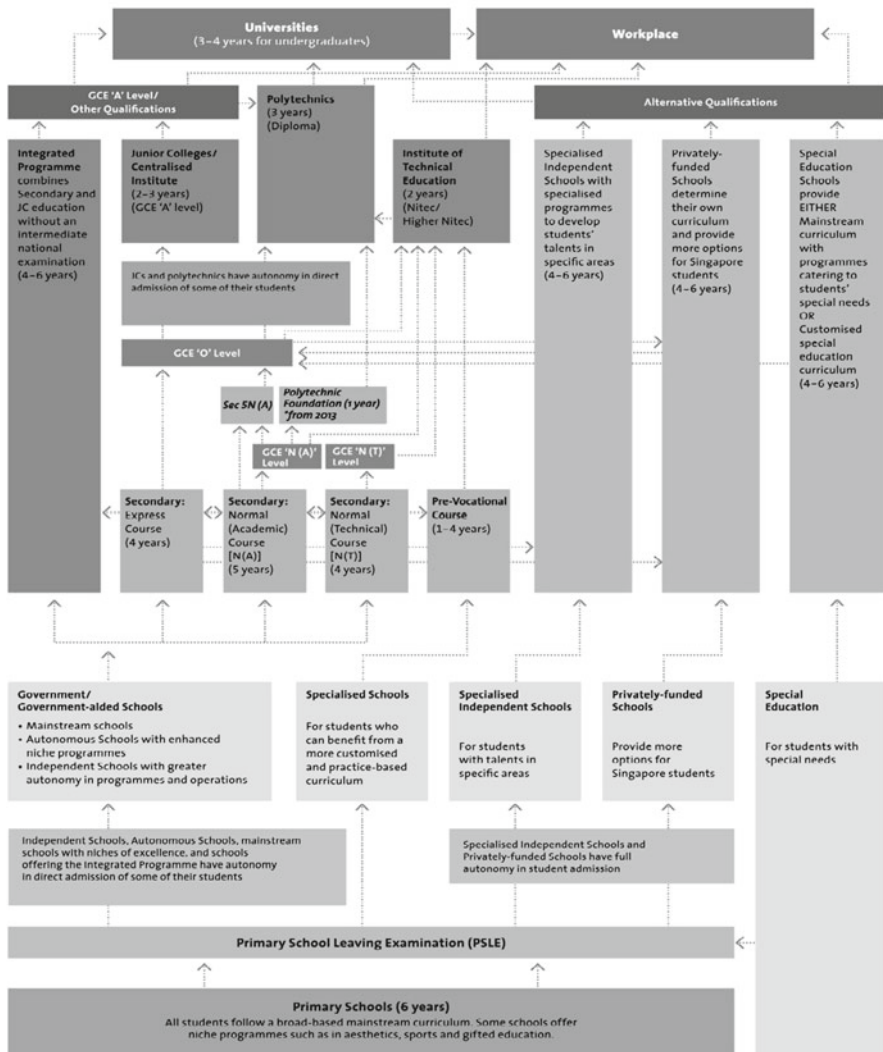 Universities
(3–4 years for undergraduates)
Workplace
GCE 'A' Level/
Other Qualifications
Polytechnics
(3 years)
(Diploma)
Alternative Qualifications
Integrated
Programme
combines
Secondary and
JC education
without an
intermediate
national
examination
(4–6 years)
Junior Colleges/
Centralised
Institute
(2–3 years)
(GCE 'A' level)
Institute of
Technical
Education
(2 years)
(Nitec/
Higher Nitec)
Specialised
Independent
Schools with
specialised
programmes
to develop
students'
talents in
specific areas
(4–6 years)
Privately-
funded
Schools
determine
their own
curriculum
and provide
more options
for Singapore
students
(4–6 years)
Special
Education
Schools
provide
EITHER
Mainstream
curriculum
with
programmes
catering to
students'
special needs
OR
Customised
special
education
curriculum
(4–6 years)
JCs and polytechnics have autonomy in direct
admission of some of their students
GCE 'O' Level
Sec 5N (A)
Polytechnic
Foundation (1 year)
*from 2013
GCE 'N (A)'
Level
GCE 'N (T)'
Level
Secondary:
Express
Course
(4 years)
Secondary:
Normal
(Academic)
Course
[N(A)]
(5 years)
Secondary:
Normal
(Technical)
Course
[N(T)]
(4 years)
Pre-Vocational
Course
(1–4 years)
Government/
Government-aided Schools
• Mainstream schools
• Autonomous Schools with enhanced
niche programmes
• Independent Schools with greater
autonomy in programmes and operations
Specialised Schools
For students who
can benefit from a
more customised
and practice-based
curriculum
Specialised
Independent Schools
For students
with talents in
specific areas
Privately-funded
Schools
Provide more
options for
Singapore students
Special
Education
For students with
special needs
Independent Schools, Autonomous Schools, mainstream
schools with niches of excellence, and schools
offering the Integrated Programme have autonomy
in direct admission of some of their students
Specialised Independent Schools and
Privately-funded Schools have full
autonomy in student admission
Primary School Leaving Examination (PSLE)
Primary Schools (6 years)
All students follow a broad-based mainstream curriculum. Some schools offer
niche programmes such as in aesthetics, sports and gifted education.